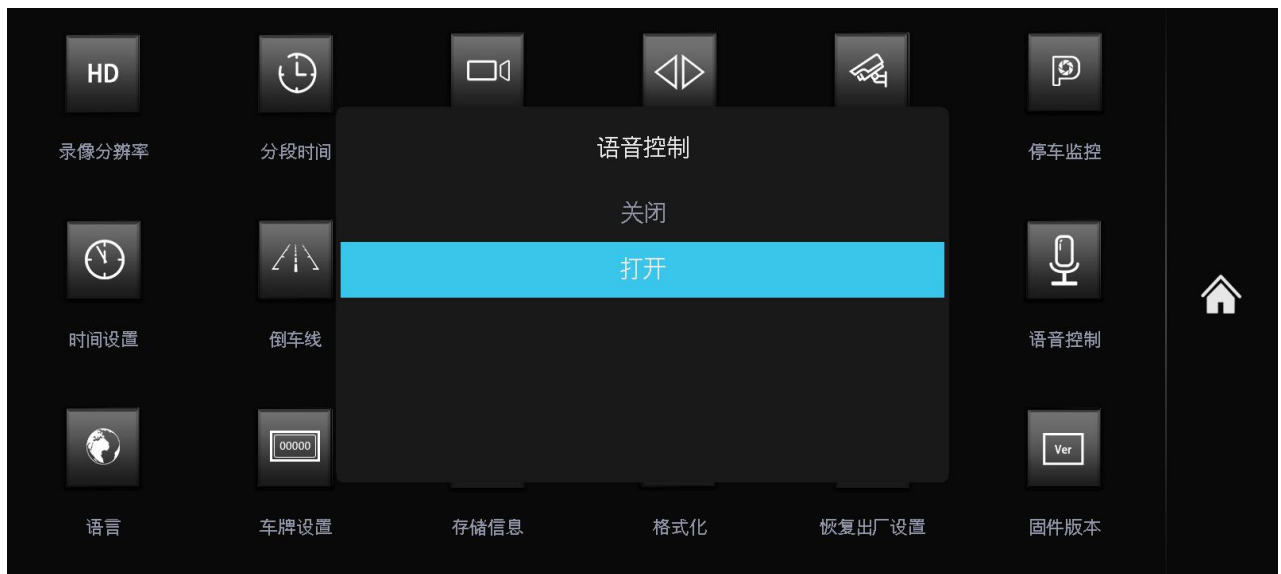 HD
录像分辨率
分段时间
停车监控
语音控制
关闭
打开
时间设置
倒车线
语音控制
00000
Ver
语言
车牌设置
存储信息
格式化
恢复出厂设置
固件版本